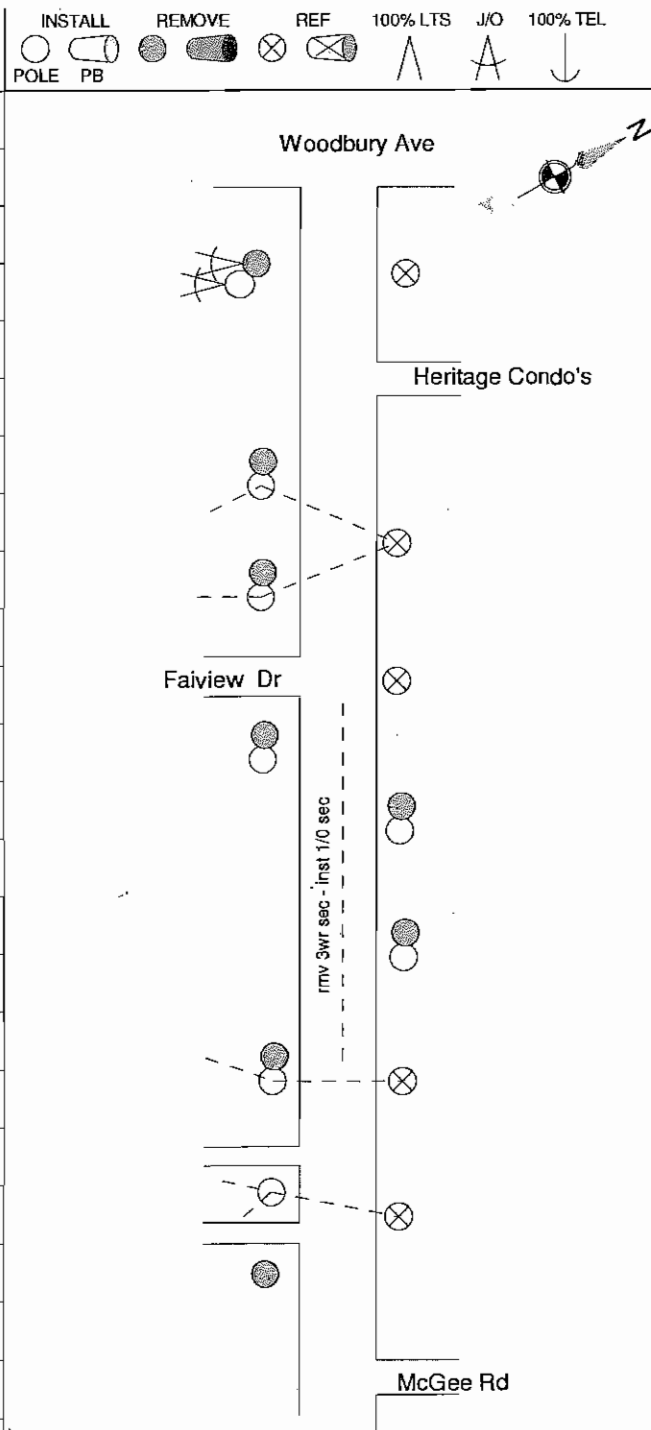 INSTALL REMOVE REF 100% LTS J/O 100% TEL
POLE PB
Woodbury Ave
N
Heritage Condo's
Faiview Dr
rmv 3wr sec - inst 1/0 sec
McGee Rd